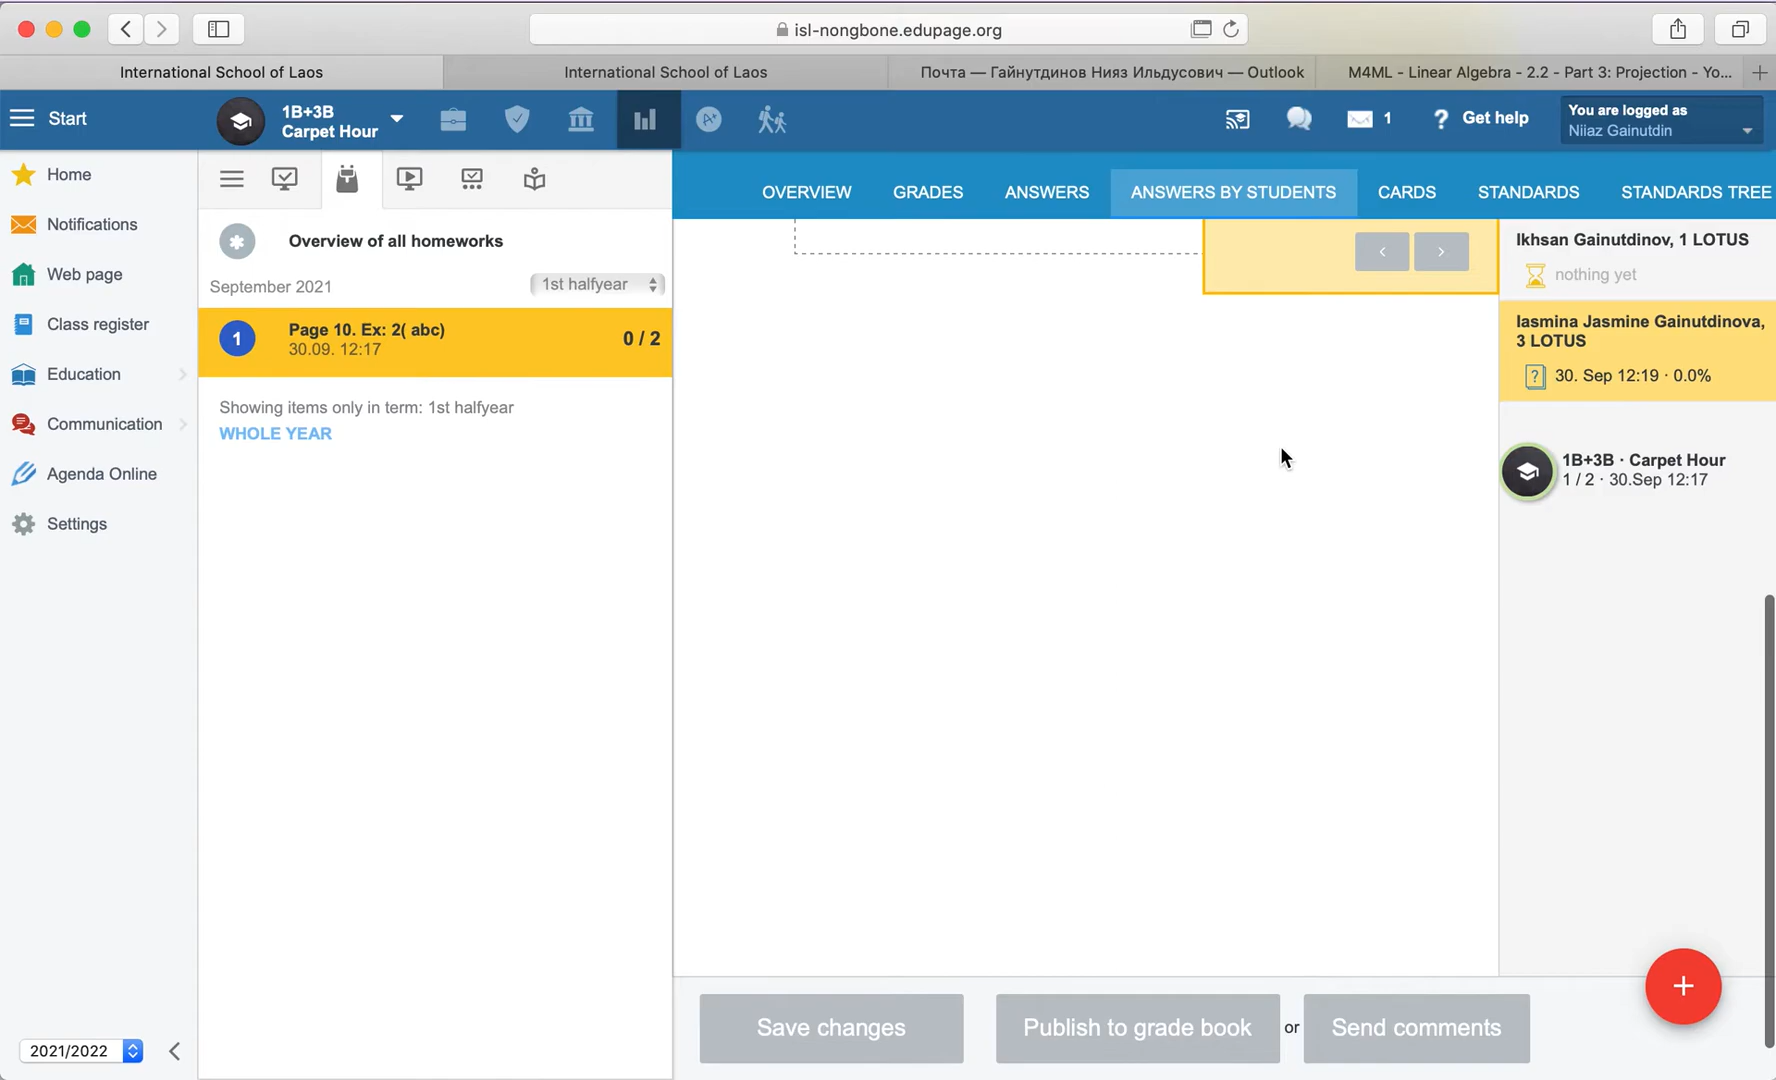 isl-nongbone.edupage.org
International School of Laos
International School of Laos
Почта — Гайнутдинов Нияз Ильдусович — Outlook
M4ML - Linear Algebra - 2.2 - Part 3: Projection - Yo...
Start
1B+3B
Carpet Hour
1
? Get help
You are logged as
Niiaz Gainutdin
Home
Notifications
Web page
Class register
Education
Communication
Agenda Online
Settings
2021/2022
Overview of all homeworks
September 2021
1st halfyear
1
Page 10. Ex: 2( abc)
30.09. 12:17
0 / 2
Showing items only in term: 1st halfyear
WHOLE YEAR
OVERVIEW
GRADES
ANSWERS
ANSWERS BY STUDENTS
CARDS
STANDARDS
STANDARDS TREE
Ikhsan Gainutdinov, 1 LOTUS
nothing yet
Iasmina Jasmine Gainutdinova,
3 LOTUS
? 30. Sep 12:19 · 0.0%
1B+3B · Carpet Hour
1 / 2 · 30.Sep 12:17
Save changes
Publish to grade book
or
Send comments